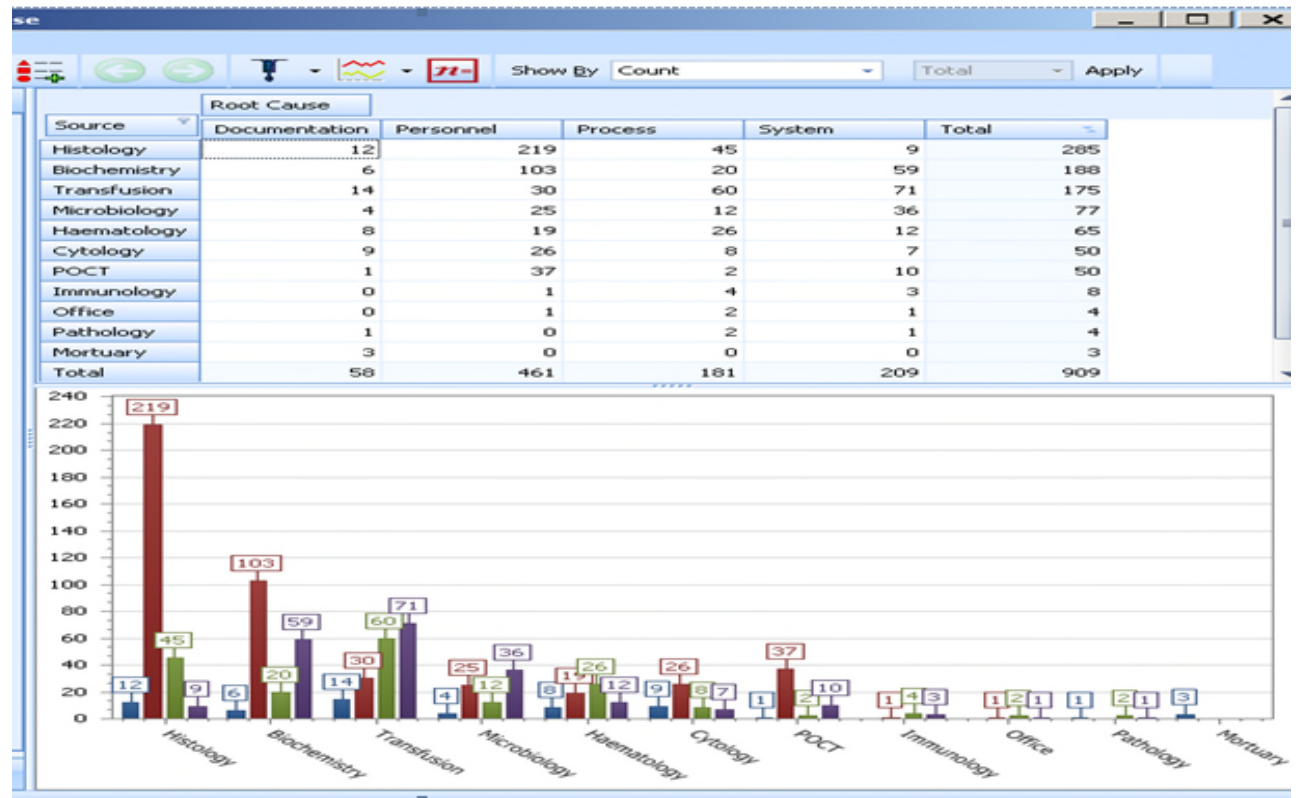 se
n= Show By Count Total Apply
Root Cause
Source Documentation Personnel Process System Total
Histology 12 219 45 9 285
Biochemistry 6 103 20 59 188
Transfusion 14 30 60 71 175
Microbiology 4 25 12 36 77
Haematology 8 19 26 12 65
Cytology 9 26 8 7 50
POCT 1 37 2 10 50
Immunology 0 1 4 3 8
Office 0 1 2 1 4
Pathology 1 0 2 1 4
Mortuary 3 0 0 0 3
Total 58 461 181 209 909
240
219
220
200
180
160
140
120
103
100
80
71
60
59 60
45
40
37
36
30 25 26 26
20
12 9 6 20 14 4 12 8 19 12 9 8 7 1 2 10 1 4 3 1 2 1 1 2 1 3
0
Histology Biochemistry Transfusion Microbiology Haematology Cytology POCT Immunology Office Pathology Mortuary